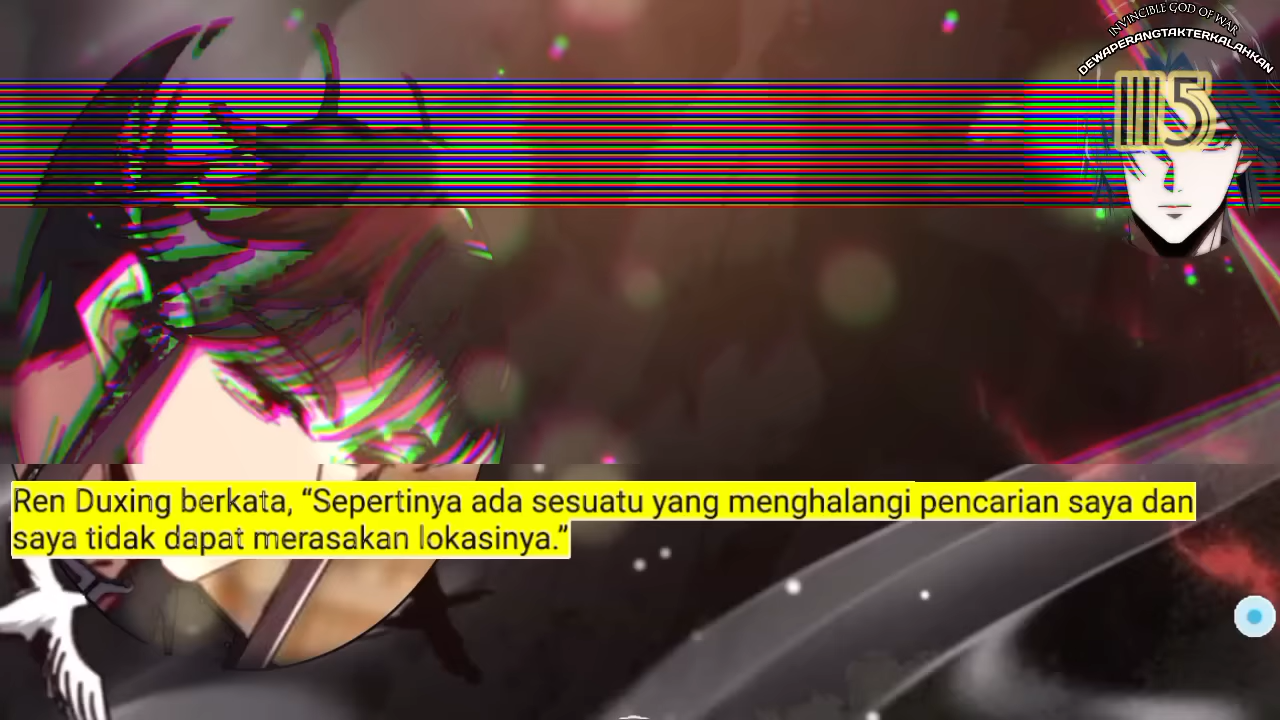 INVINCIBLE GOD OF WAR
DEWAPERANGTAKTERKALAHKAN
Ren Duxing berkata, “Sepertinya ada sesuatu yang menghalangi pencarian saya dan
saya tidak dapat merasakan lokasinya.”